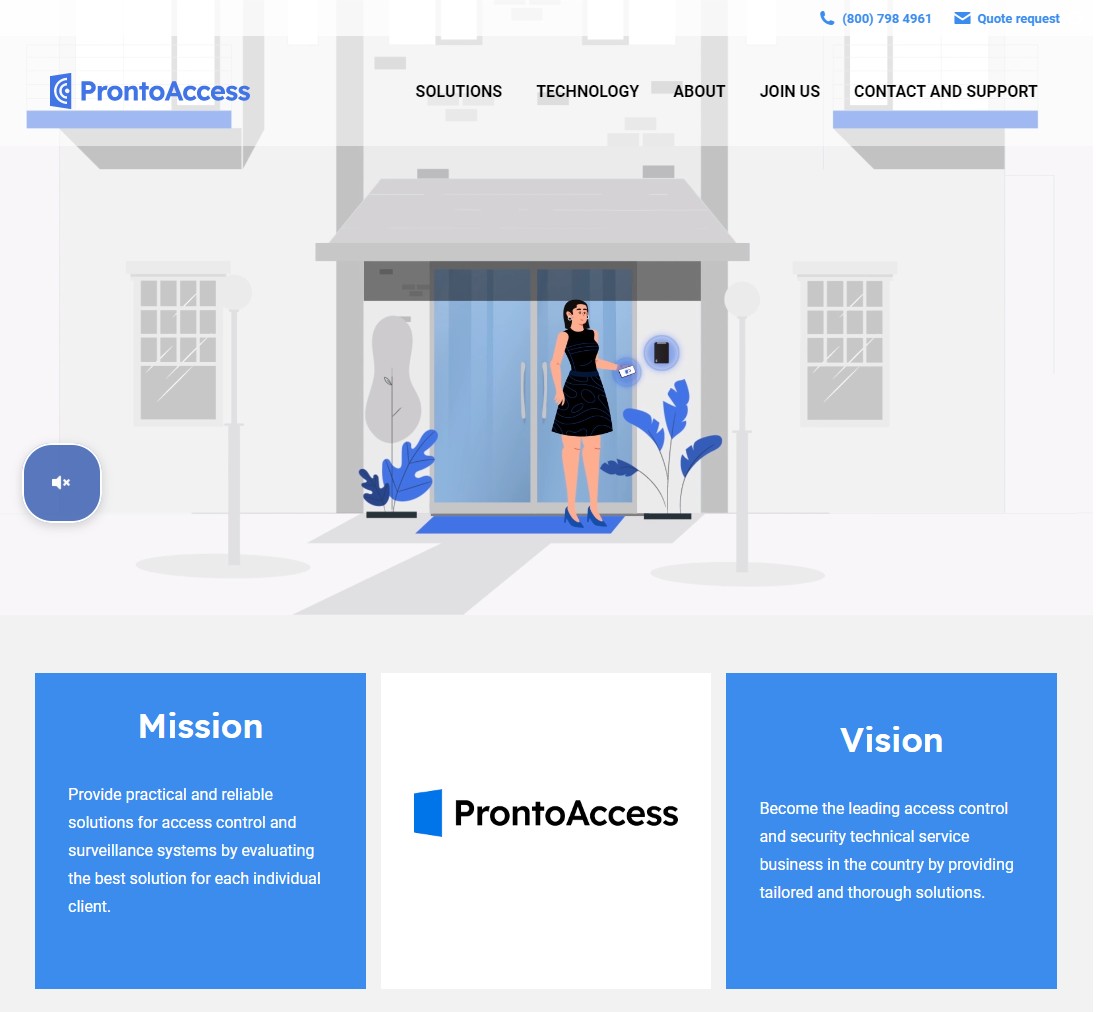 (800) 798 4961 Quote request
ProntoAccess
SOLUTIONS TECHNOLOGY ABOUT JOIN US CONTACT AND SUPPORT
Mission
Provide practical and reliable
solutions for access control and
surveillance systems by evaluating
the best solution for each individual
client.
ProntoAccess
Vision
Become the leading access control
and security technical service
business in the country by providing
tailored and thorough solutions.